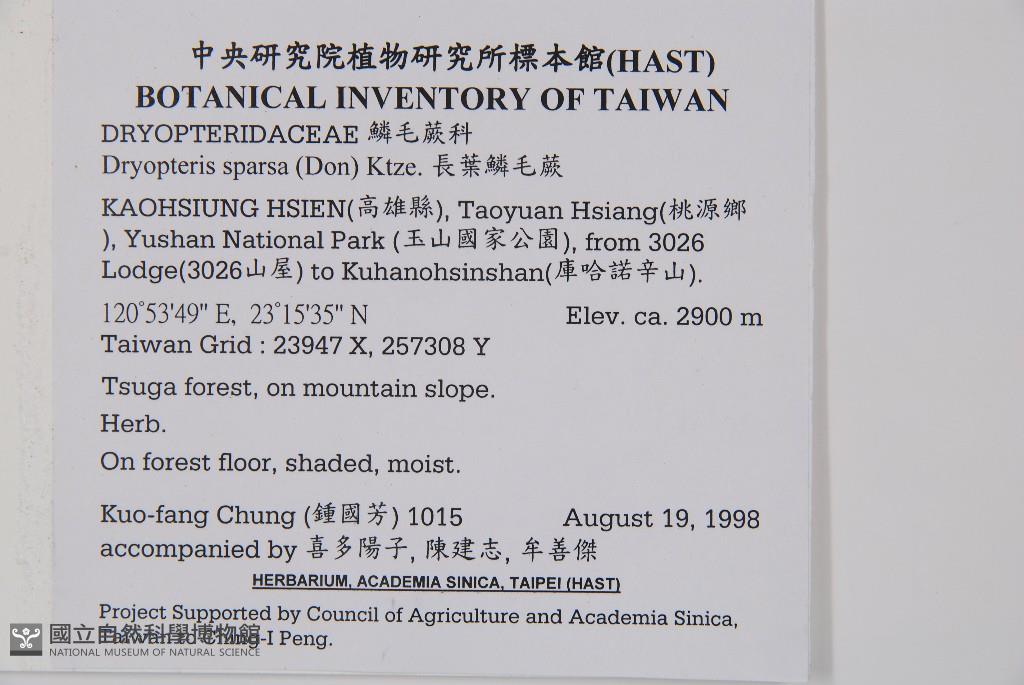 中央研究院植物研究所標本館(HAST)
BOTANICAL INVENTORY OF TAIWAN
DRYOPTERIDACEAE 鱗毛蕨科
Dryopteris sparsa (Don) Ktze. 長葉鱗毛蕨
KAOHSIUNG HSIEN(高雄縣), Taoyuan Hsiang(桃源鄉
), Yushan National Park (玉山國家公園), from 3026
Lodge(3026山屋) to Kuhanohsinshan(庫哈諾辛山).
120°53'49" E, 23°15'35" N Elev. ca. 2900 m
Taiwan Grid : 23947 X, 257308 Y
Tsuga forest, on mountain slope.
Herb.
On forest floor, shaded, moist.
Kuo-fang Chung (鍾國芳) 1015 August 19, 1998
accompanied by 喜多陽子, 陳建志, 牟善傑
HERBARIUM, ACADEMIA SINICA, TAIPEI (HAST)
Project Supported by Council of Agriculture and Academia Sinica,
Taiwan to Ching-I Peng.
國立自然科學博物館
NATIONAL MUSEUM OF NATURAL SCIENCE